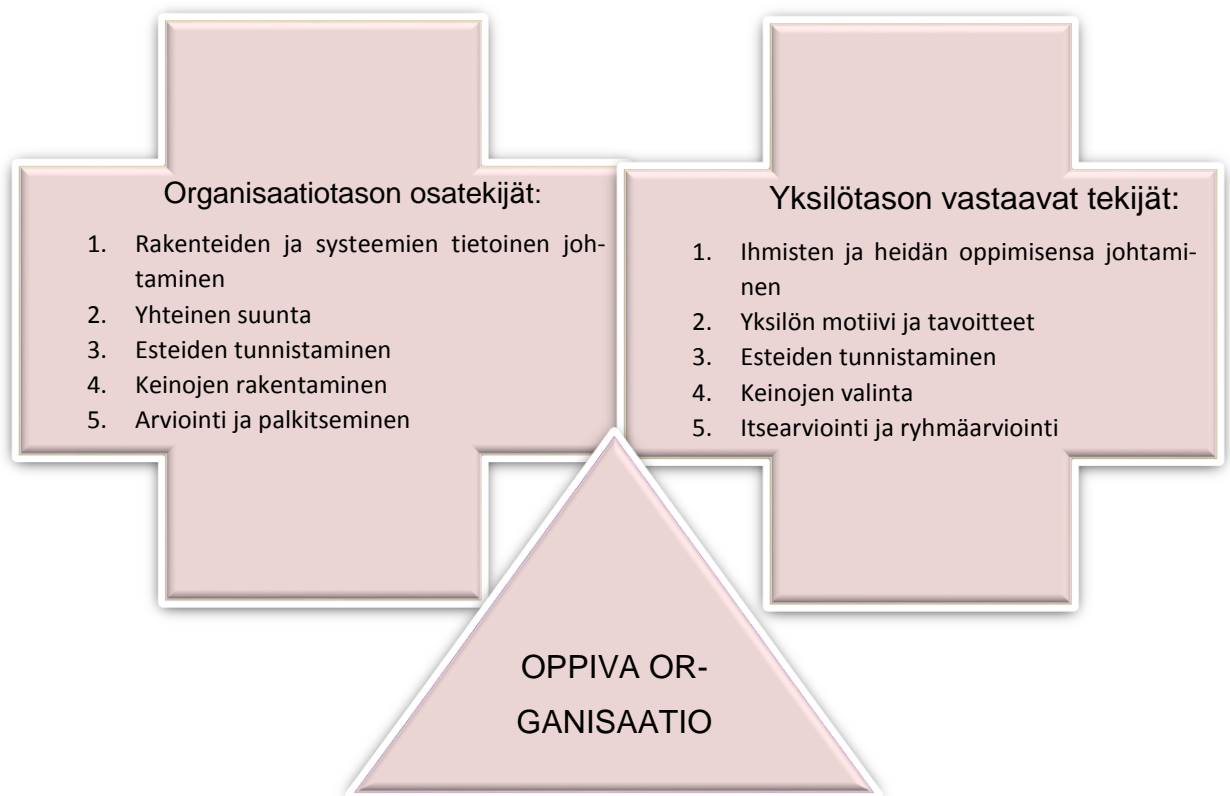 Organisaatiotason osatekijät:
1. Rakenteiden ja systeemien tietoinen joh-
taminen
2. Yhteinen suunta
3. Esteiden tunnistaminen
4. Keinojen rakentaminen
5. Arviointi ja palkitseminen
Yksilötason vastaavat tekijät:
1. Ihmisten ja heidän oppimisensa johtami-
nen
2. Yksilön motiivi ja tavoitteet
3. Esteiden tunnistaminen
4. Keinojen valinta
5. Itsearviointi ja ryhmäarviointi
OPPIVA OR-
GANISAATIO